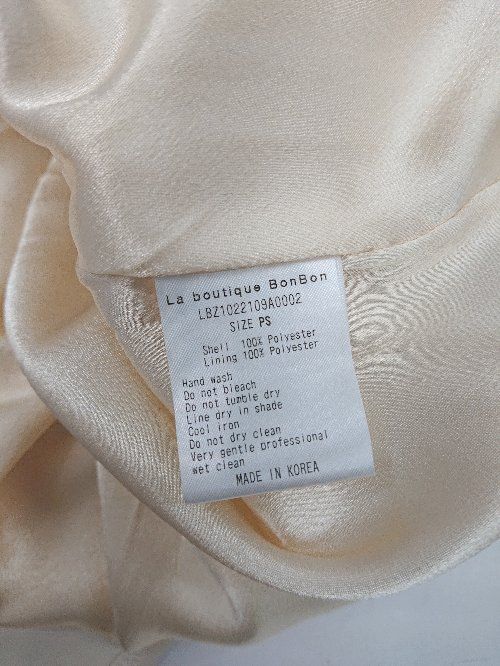 La boutique BonBon
LBZ1022109A0002
SIZE PS
Shell 100% Polyester
Lining 100% Polyester
Hand wash
Do not bleach
Do not tumble dry
Line dry in shade
Cool iron
Do not dry clean
Very gentle professional
wet clean
MADE IN KOREA